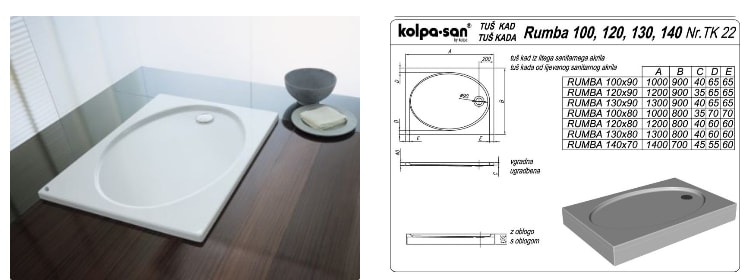 kolpa-san
by kolpa
TUŠ KAD
TUŠ KADA
Rumba 100, 120, 130, 140 Nr.TK 22
tuš kad iz litega sanitarnega akrila
tuš kada od lijevanog sanitarnog akrila
A B C D E
RUMBA 100x90 1000 900 40 65 65
RUMBA 120x90 1200 900 35 65 65
RUMBA 130x90 1300 900 40 65 65
RUMBA 100x80 1000 800 35 70 70
RUMBA 120x80 1200 800 40 60 60
RUMBA 130x80 1300 800 40 60 60
RUMBA 140x70 1400 700 45 55 60
A
200
D
Ø90
B
D
C
E
40
vgradna
ugradbena
z oblogo
s oblogom